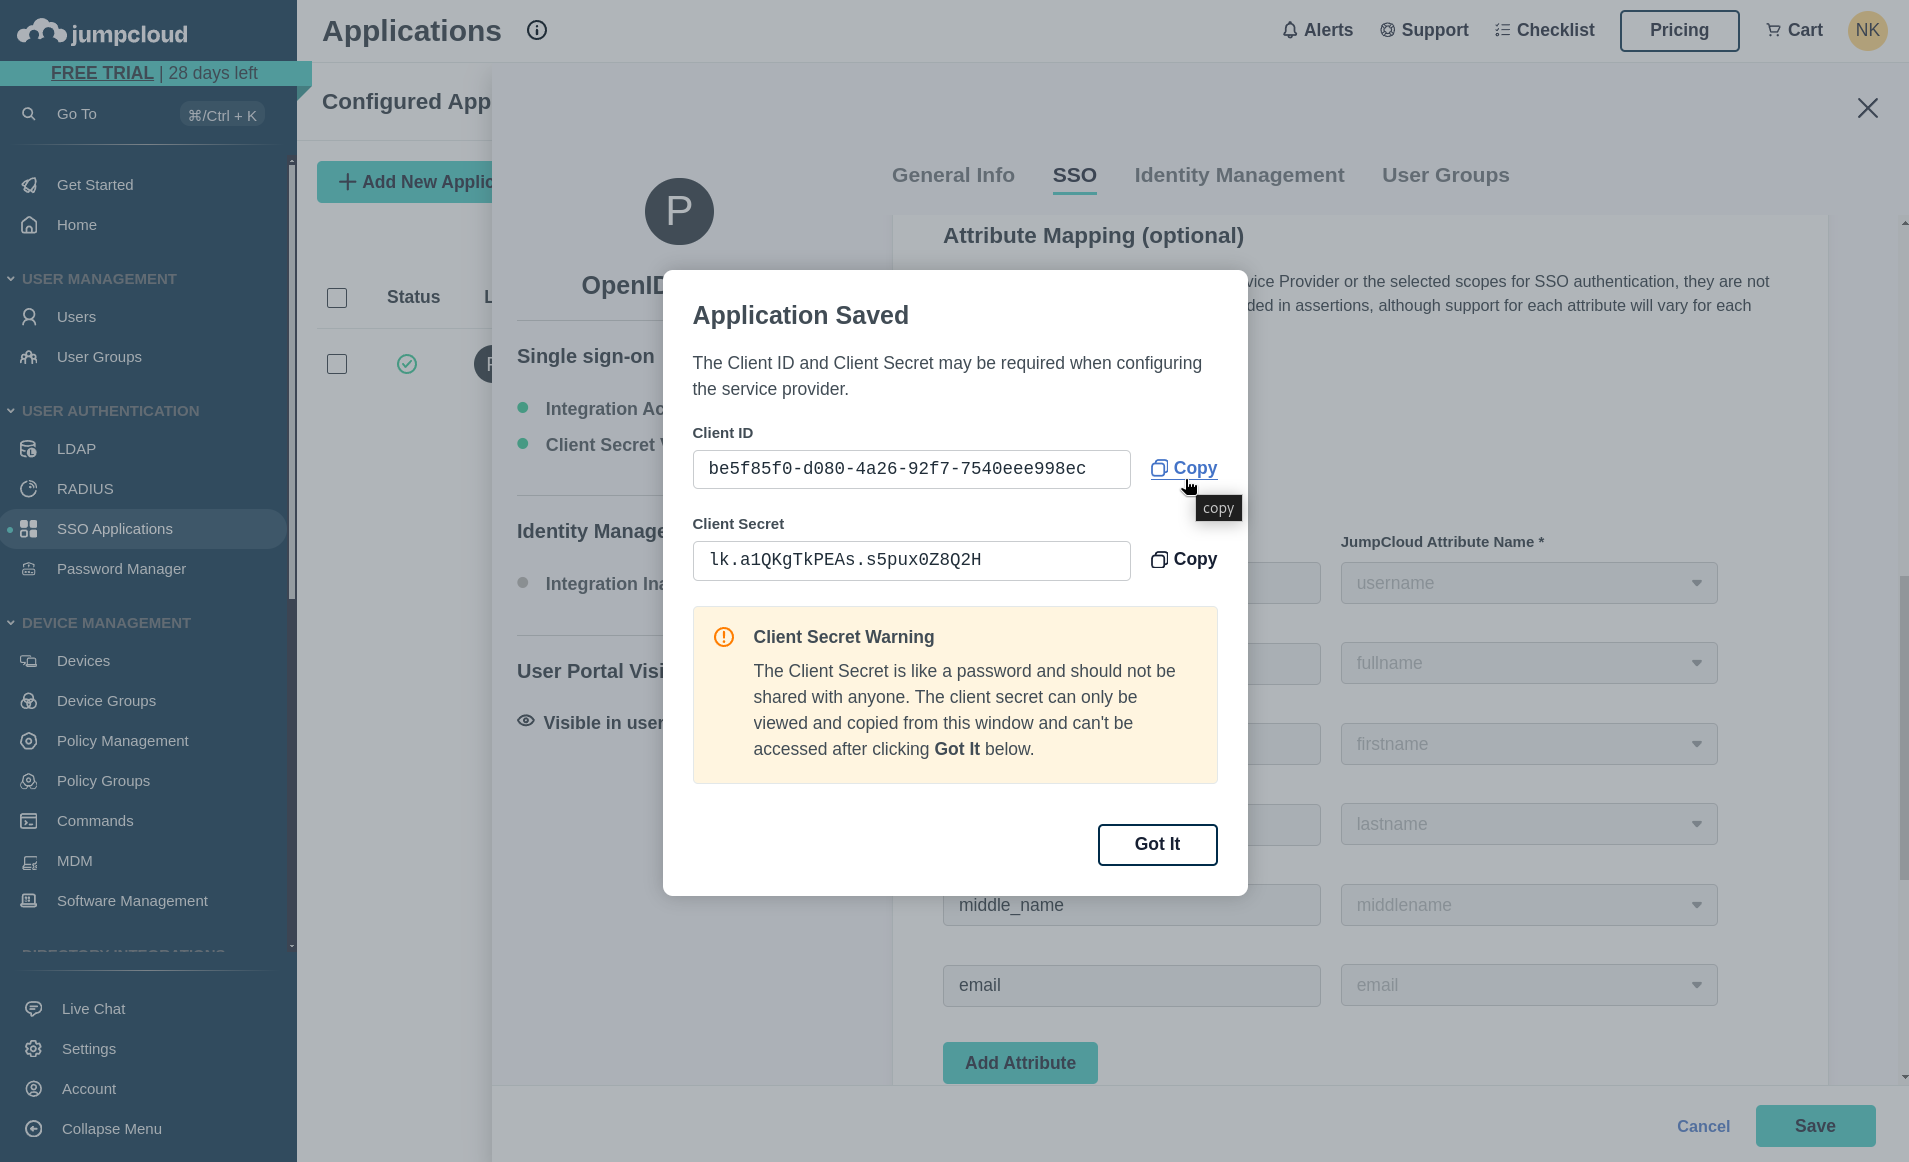 jumpcloud
FREE TRIAL | 28 days left
Go To
⌘/Ctrl + K
Get Started
Home
USER MANAGEMENT
Users
User Groups
USER AUTHENTICATION
LDAP
RADIUS
SSO Applications
Password Manager
DEVICE MANAGEMENT
Devices
Device Groups
Policy Management
Policy Groups
Commands
MDM
Software Management
DIRECTORY INTEGRATIONS
Live Chat
Settings
Account
Collapse Menu
Applications
Alerts
Support
Checklist
Pricing
Cart
NK
Configured App
Add New Applic
Status
L
P
OpenID
Single sign-on
Integration Ac
Client Secret V
Identity Manage
Integration Ina
User Portal Visi
Visible in user
General Info
SSO
Identity Management
User Groups
Attribute Mapping (optional)
vice Provider or the selected scopes for SSO authentication, they are not
ded in assertions, although support for each attribute will vary for each
JumpCloud Attribute Name *
username
fullname
firstname
lastname
middle_name
middlename
email
email
Add Attribute
Cancel
Save
Application Saved
The Client ID and Client Secret may be required when configuring
the service provider.
Client ID
be5f85f0-d080-4a26-92f7-7540eee998ec
Copy
copy
Client Secret
lk.a1QKgTkPEAs.s5pux0Z8Q2H
Copy
Client Secret Warning
The Client Secret is like a password and should not be
shared with anyone. The client secret can only be
viewed and copied from this window and can't be
accessed after clicking Got It below.
Got It